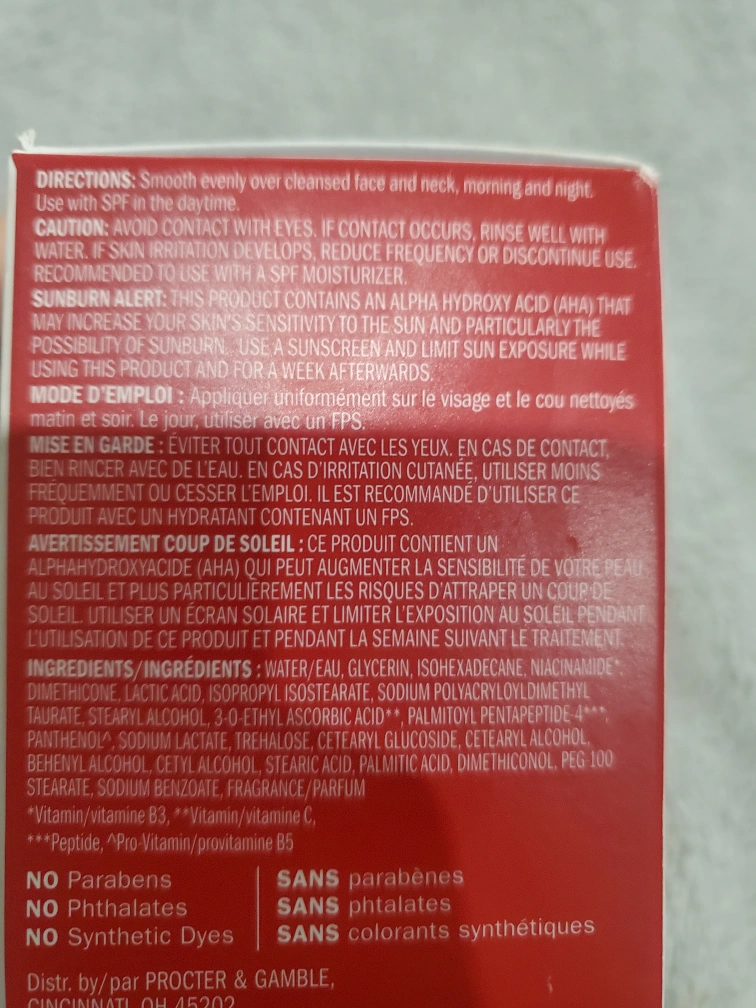 DIRECTIONS: Smooth evenly over cleansed face and neck, morning and night.
Use with SPF in the daytime.
CAUTION: AVOID CONTACT WITH EYES. IF CONTACT OCCURS, RINSE WELL WITH
WATER. IF SKIN IRRITATION DEVELOPS, REDUCE FREQUENCY OR DISCONTINUE USE.
RECOMMENDED TO USE WITH A SPF MOISTURIZER.
SUNBURN ALERT: THIS PRODUCT CONTAINS AN ALPHA HYDROXY ACID (AHA) THAT
MAY INCREASE YOUR SKIN'S SENSITIVITY TO THE SUN AND PARTICULARLY THE
POSSIBILITY OF SUNBURN. USE A SUNSCREEN AND LIMIT SUN EXPOSURE WHILE
USING THIS PRODUCT AND FOR A WEEK AFTERWARDS.
MODE D'EMPLOI : Appliquer uniformément sur le visage et le cou nettoyés
matin et soir. Le jour, utiliser avec un FPS.
MISE EN GARDE : ÉVITER TOUT CONTACT AVEC LES YEUX. EN CAS DE CONTACT,
BIEN RINCER AVEC DE L'EAU. EN CAS D'IRRITATION CUTANÉE, UTILISER MOINS
FRÉQUEMMENT OU CESSER L'EMPLOI. IL EST RECOMMANDÉ D'UTILISER CE
PRODUIT AVEC UN HYDRATANT CONTENANT UN FPS.
AVERTISSEMENT COUP DE SOLEIL : CE PRODUIT CONTIENT UN
ALPHAHYDROXYACIDE (AHA) QUI PEUT AUGMENTER LA SENSIBILITÉ DE VOTRE PEAU
AU SOLEIL ET PLUS PARTICULIÈREMENT LES RISQUES D'ATTRAPER UN COUP DE
SOLEIL. UTILISER UN ÉCRAN SOLAIRE ET LIMITER L'EXPOSITION AU SOLEIL PENDANT
L'UTILISATION DE CE PRODUIT ET PENDANT LA SEMAINE SUIVANT LE TRAITEMENT.
INGREDIENTS/INGRÉDIENTS : WATER/EAU, GLYCERIN, ISOHEXADECANE, NIACINAMIDE*,
DIMETHICONE, LACTIC ACID, ISOPROPYL ISOSTEARATE, SODIUM POLYACRYLOYLDIMETHYL
TAURATE, STEARYL ALCOHOL, 3-O-ETHYL ASCORBIC ACID**, PALMITOYL PENTAPEPTIDE-4***,
PANTHENOL^, SODIUM LACTATE, TREHALOSE, CETEARYL GLUCOSIDE, CETEARYL ALCOHOL,
BEHENYL ALCOHOL, CETYL ALCOHOL, STEARIC ACID, PALMITIC ACID, DIMETHICONOL, PEG-100
STEARATE, SODIUM BENZOATE, FRAGRANCE/PARFUM
*Vitamin/vitamine B3, **Vitamin/vitamine C,
***Peptide, ^Pro-Vitamin/provitamine B5
NO Parabens
NO Phthalates
NO Synthetic Dyes
SANS parabènes
SANS phtalates
SANS colorants synthétiques
Distr. by/par PROCTER & GAMBLE,
CINCINNATI, OH 45202